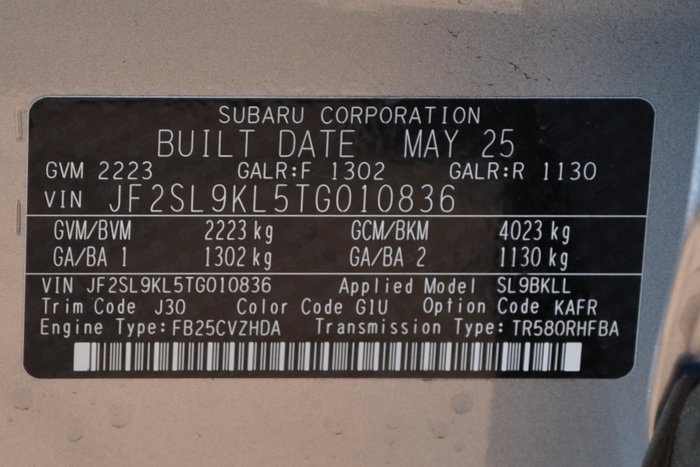 SUBARU CORPORATION
BUILT DATE MAY 25
GVM 2223 GALR:F 1302 GALR:R 1130
VIN JF2SL9KL5TG010836
GVM/BVM 2223 kg GCM/BKM 4023 kg
GA/BA 1 1302 kg GA/BA 2 1130 kg
VIN JF2SL9KL5TG010836 Applied Model SL9BKLL
Trim Code J30 Color Code G1U Option Code KAFR
Engine Type:FB25CVZHDA Transmission Type:TR580RHFBA